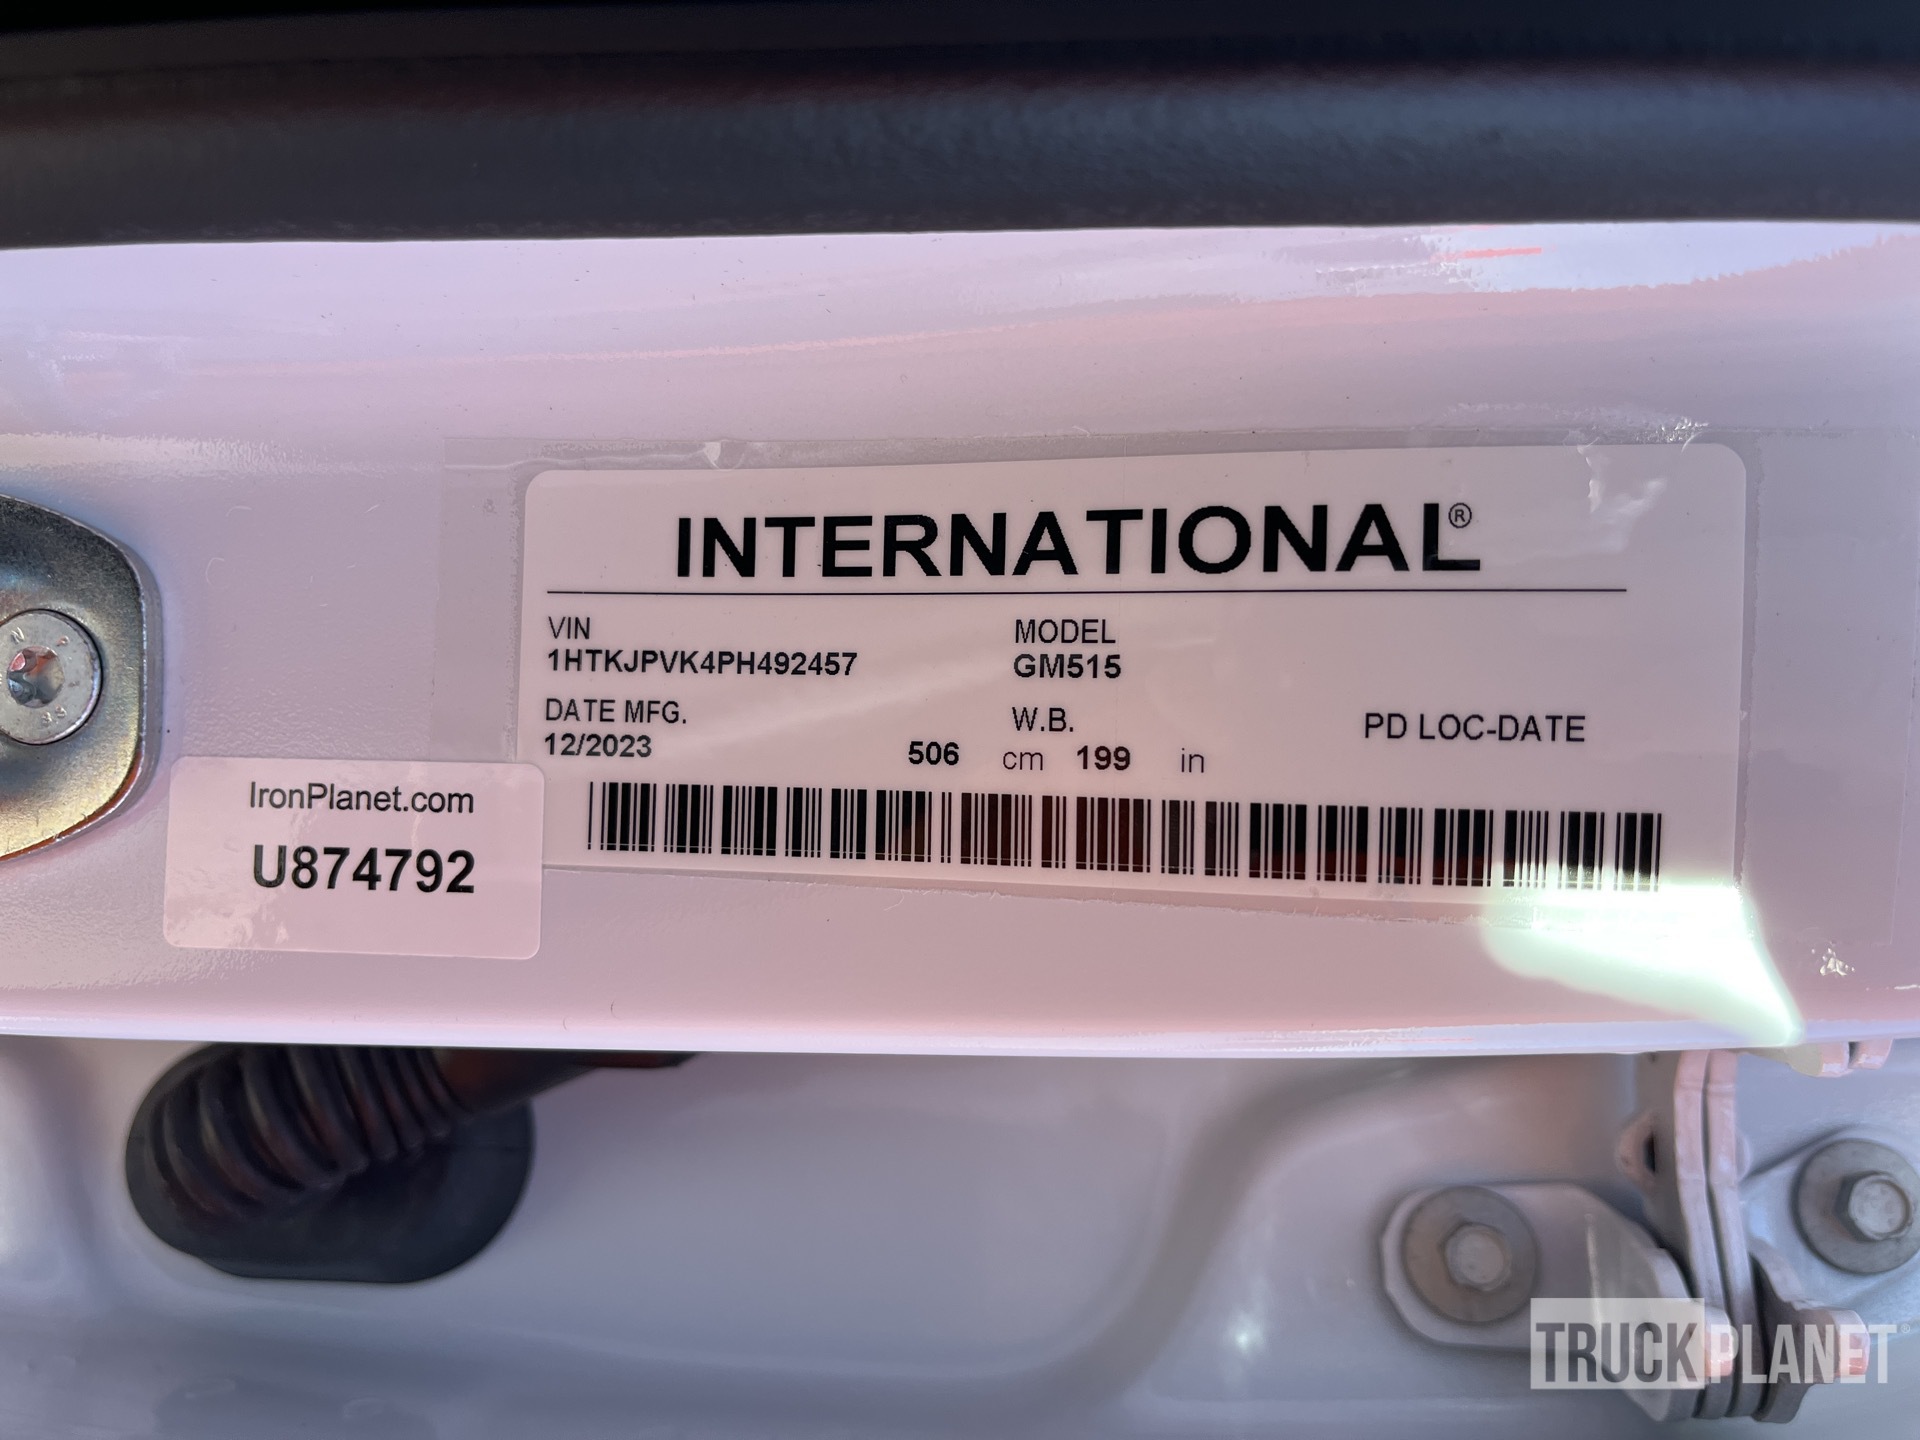 INTERNATIONAL®
VIN
1HTKJPVK4PH492457
MODEL
GM515
DATE MFG.
12/2023
W.B.
506 cm 199 in
PD LOC-DATE
IronPlanet.com
U874792
TRUCKPLANET